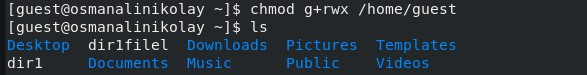 [guest@osmanalinikolay ~]$ chmod g+rwx /home/guest
[guest@osmanalinikolay ~]$ ls
Desktop  dir1filel  Downloads  Pictures  Templates
dir1     Documents  Music      Public    Videos